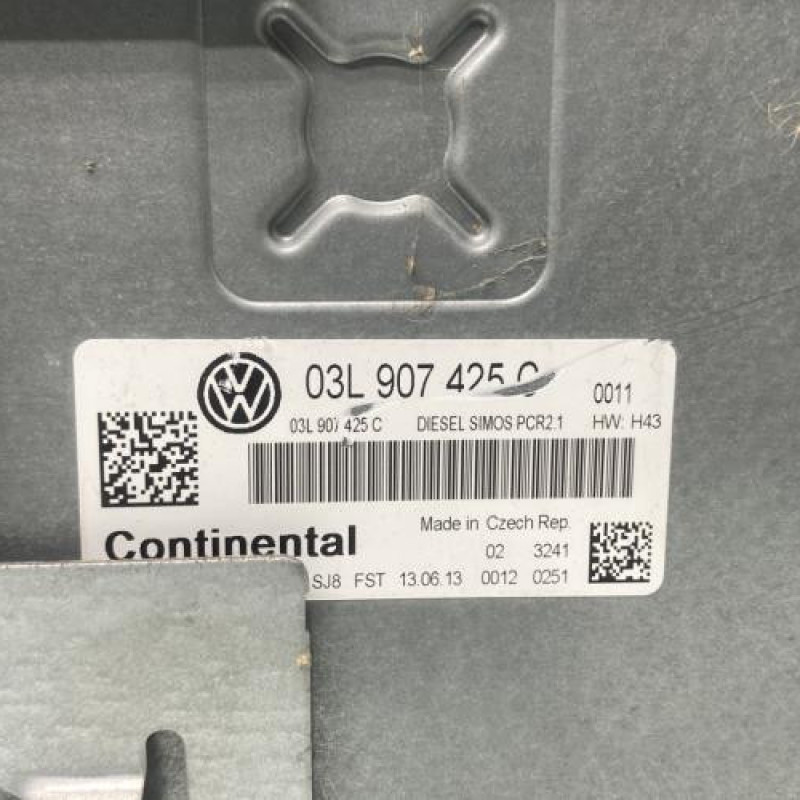 03L 907 425 C
0011
03L 907 425 C DIESEL SIMOS PCR2.1 HW: H43
Continental
Made in Czech Rep.
02 3241
SJ8 FST 13.06.13 0012 0251